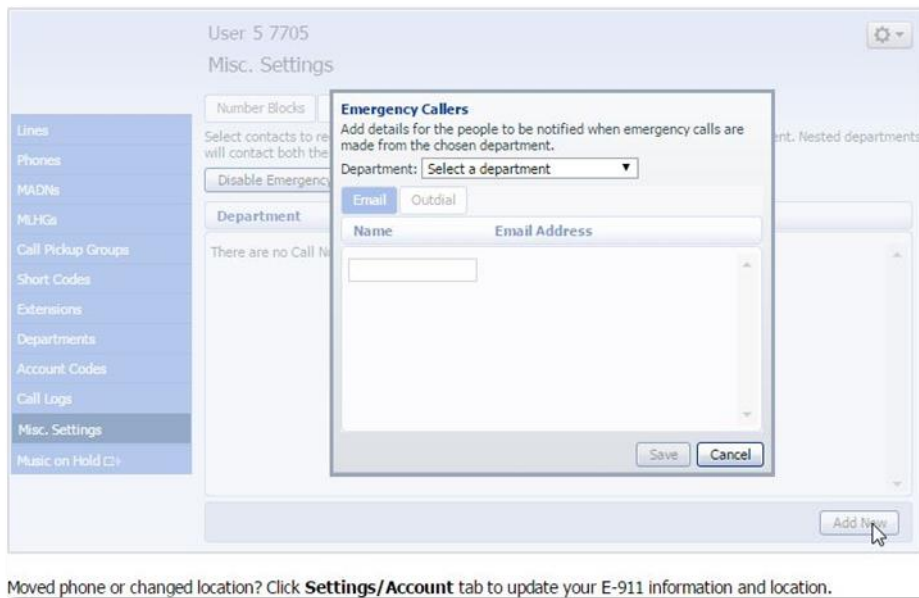 User 5 7705
Misc. Settings
Number Blocks
Lines
Phones
MADNs
MLHGs
Call Pickup Groups
Short Codes
Extensions
Departments
Account Codes
Call Logs
Misc. Settings
Music on Hold
Select contacts to re
ent. Nested departments
will contact both the
Disable Emergency
Department
There are no Call N
Emergency Callers
Add details for the people to be notified when emergency calls are
made from the chosen department.
Department: Select a department
Email Outdial
Name Email Address
Save Cancel
Add New
Moved phone or changed location? Click Settings/Account tab to update your E-911 information and location.